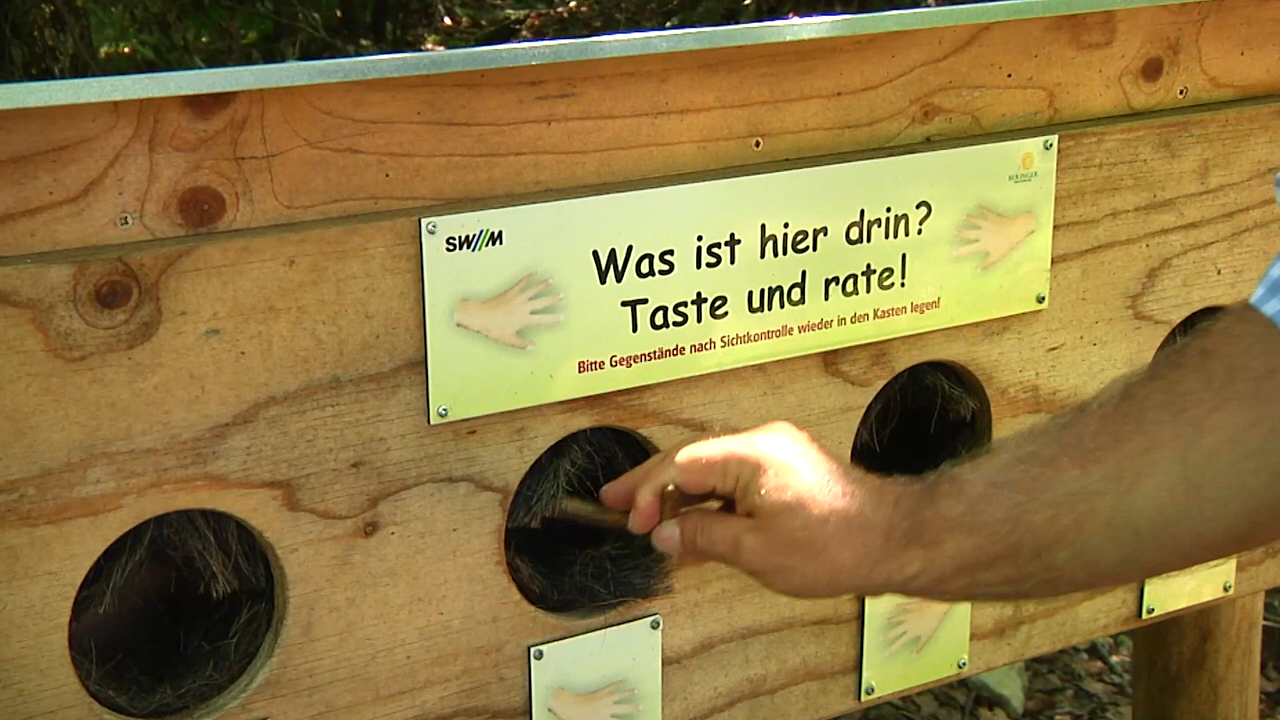 SW//M
Was ist hier drin?
Taste und rate!
Bitte Gegenstände nach Sichtkontrolle wieder in den Kasten legen!